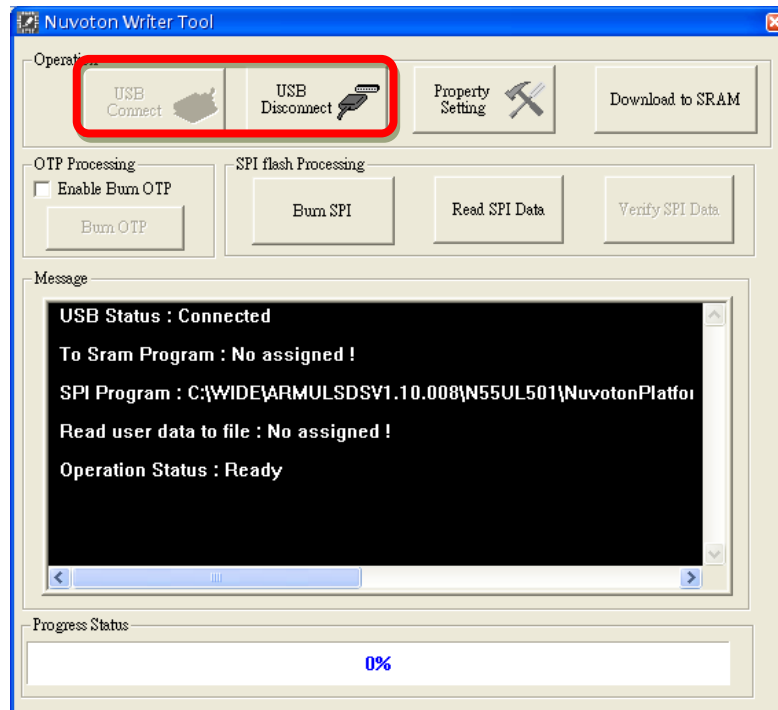 Nuvoton Writer Tool
Operation
USB
Connect
USB
Disconnect
Property
Setting
Download to SRAM
OTP Processing
Enable Burn OTP
Burn OTP
SPI flash Processing
Burn SPI
Read SPI Data
Verify SPI Data
Message
USB Status : Connected
To Sram Program : No assigned !
SPI Program : C:\WIDE\ARMULSDSV1.10.008\N55UL501\NuvotonPlatfor
Read user data to file : No assigned !
Operation Status : Ready
Progress Status
0%